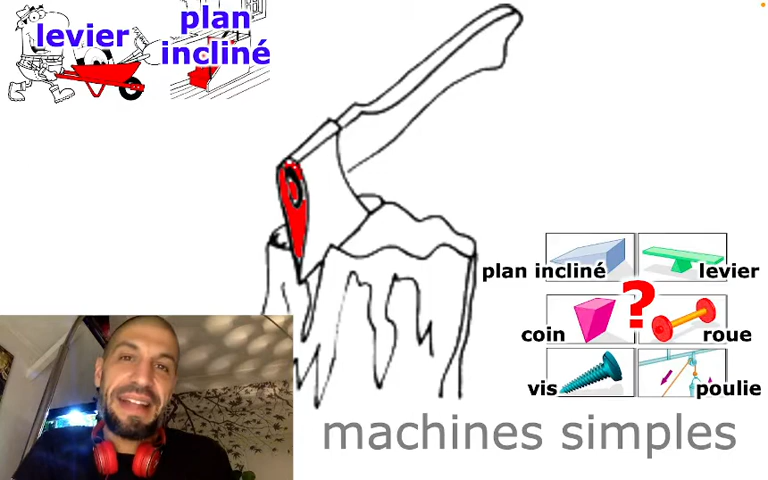 levier
plan
incliné
plan incliné
levier
?
coin
roue
vis
poulie
machines simples